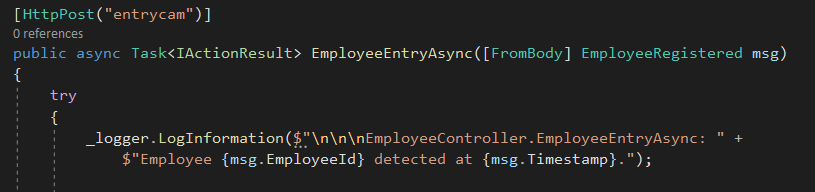 [HttpPost("entrycam")]
0 references
public async Task<IActionResult> EmployeeEntryAsync([FromBody] EmployeeRegistered msg)
{
try
{
_logger.LogInformation($"\n\n\nEmployeeController.EmployeeEntryAsync: " +
$"Employee {msg.EmployeeId} detected at {msg.Timestamp}.");